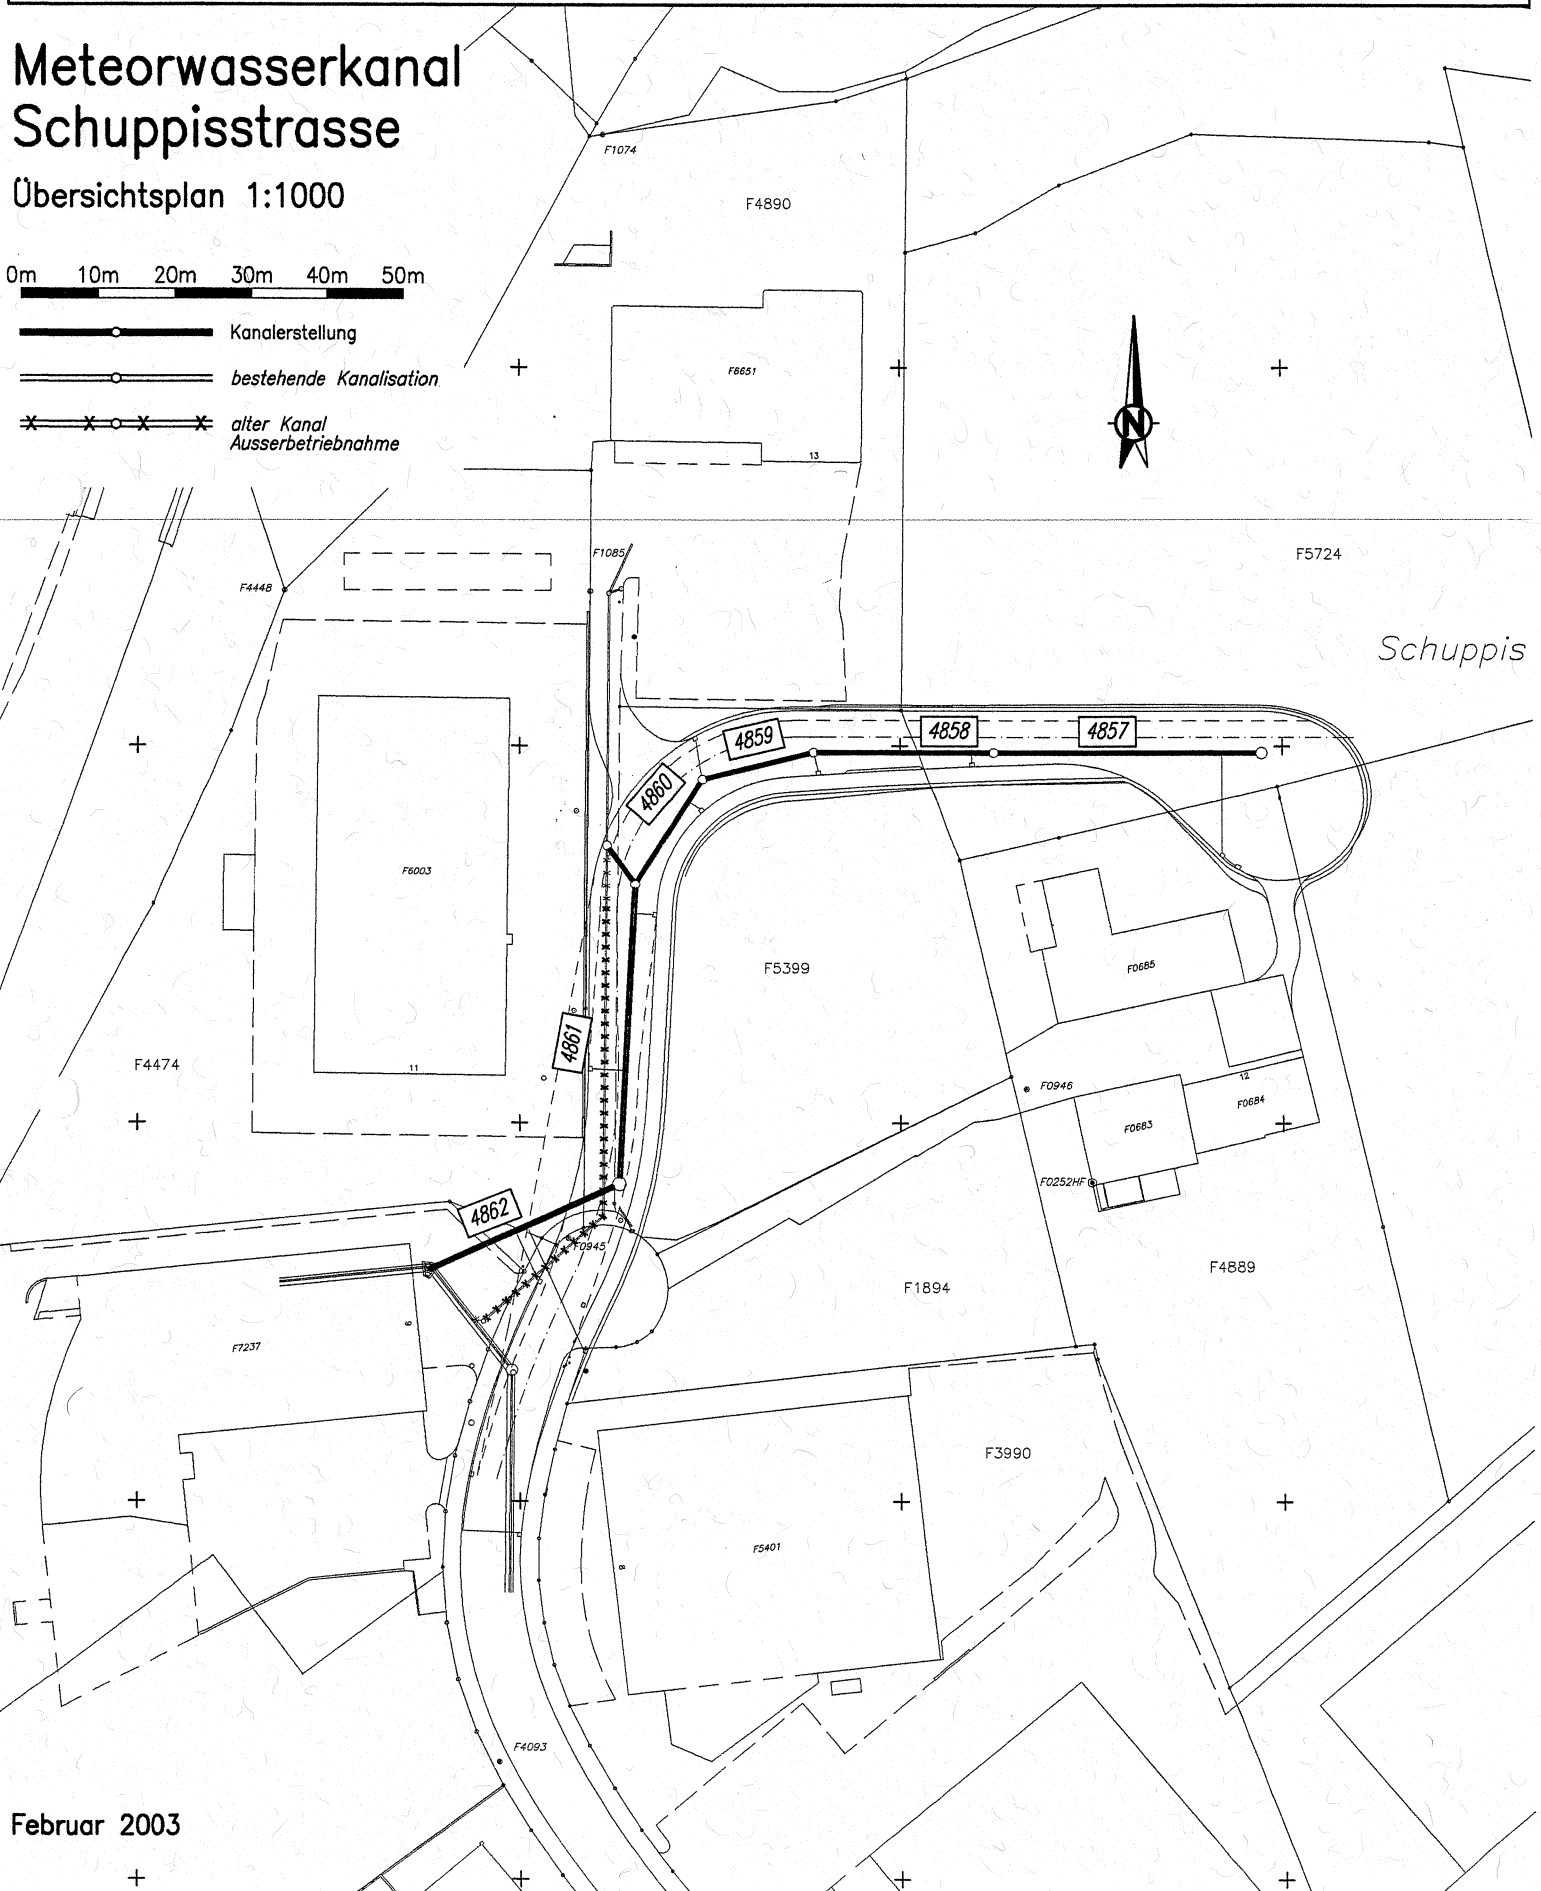 Meteorwasserkanal
Schuppisstrasse
Übersichtsplan 1:1000
0m 10m 20m 30m 40m 50m
Kanalerstellung
bestehende Kanalisation
alter Kanal
Ausserbetriebnahme
F1074
F4890
F6651
13
N
F1085
F5724
F4448
Schuppis
4859
4858
4857
4860
F6003
F5399
F0685
4861
F4474
11
F0946
12
F0684
F0683
F0252HF
4862
F0945
F4889
F1894
9
F7237
F3990
F5401
8
F4093
Februar 2003